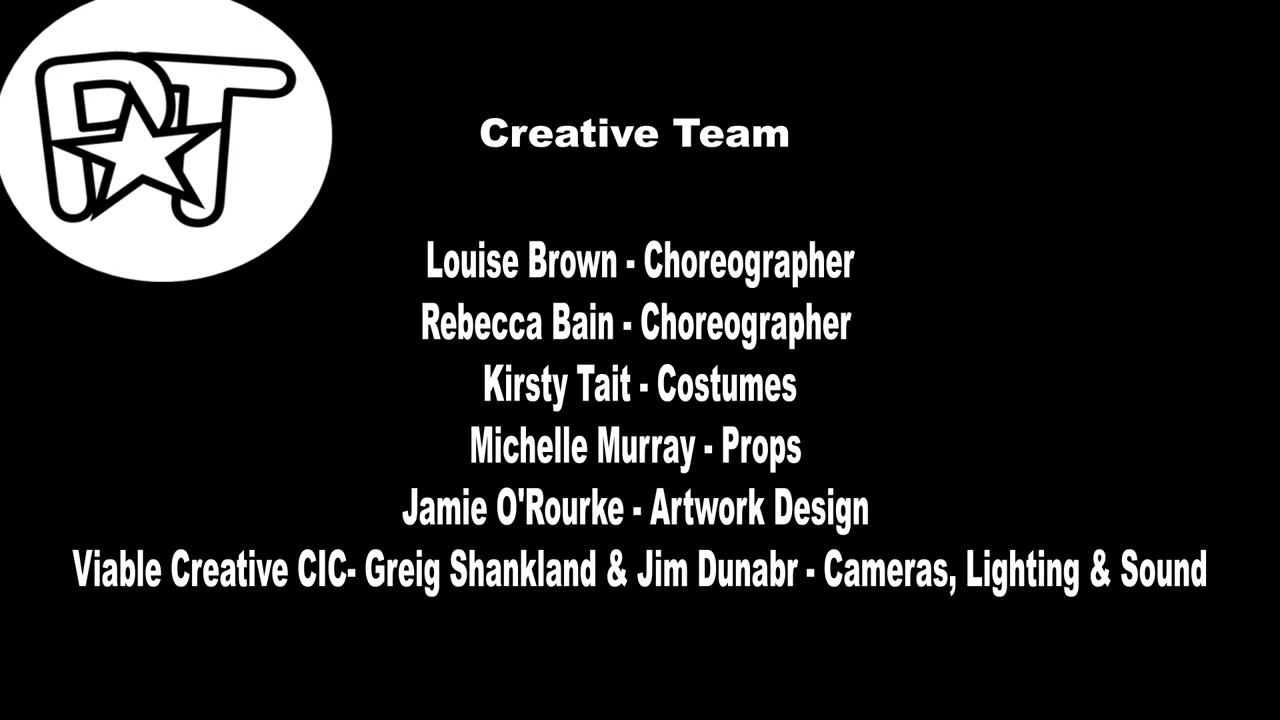 PJ
Creative Team
Louise Brown - Choreographer
Rebecca Bain - Choreographer
Kirsty Tait - Costumes
Michelle Murray - Props
Jamie O'Rourke - Artwork Design
Viable Creative CIC- Greig Shankland & Jim Dunabr - Cameras, Lighting & Sound